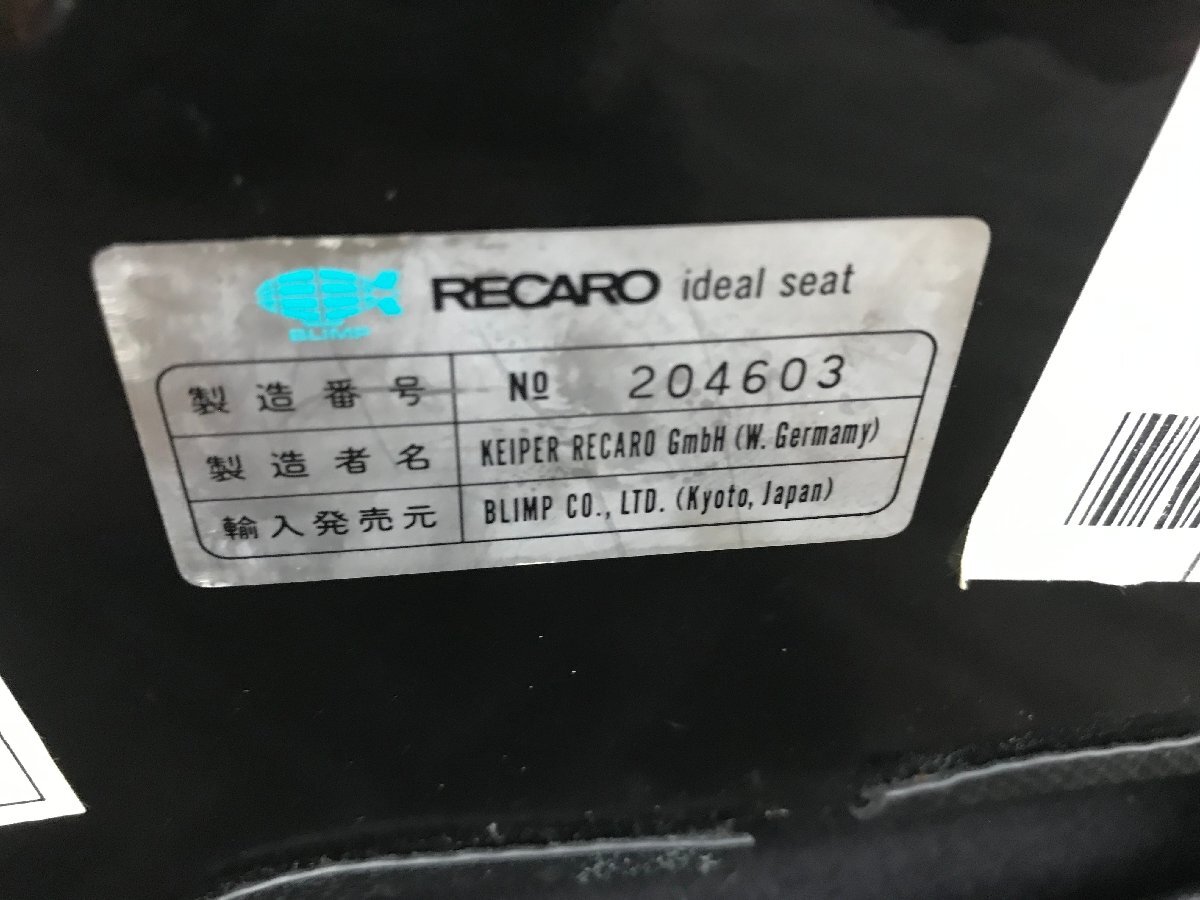 BLIMP
RECARO ideal seat
製造番号 No 204603
製造者名 KEIPER RECARO GmbH (W. Germamy)
輸入発売元 BLIMP CO., LTD. (Kyoto, Japan)